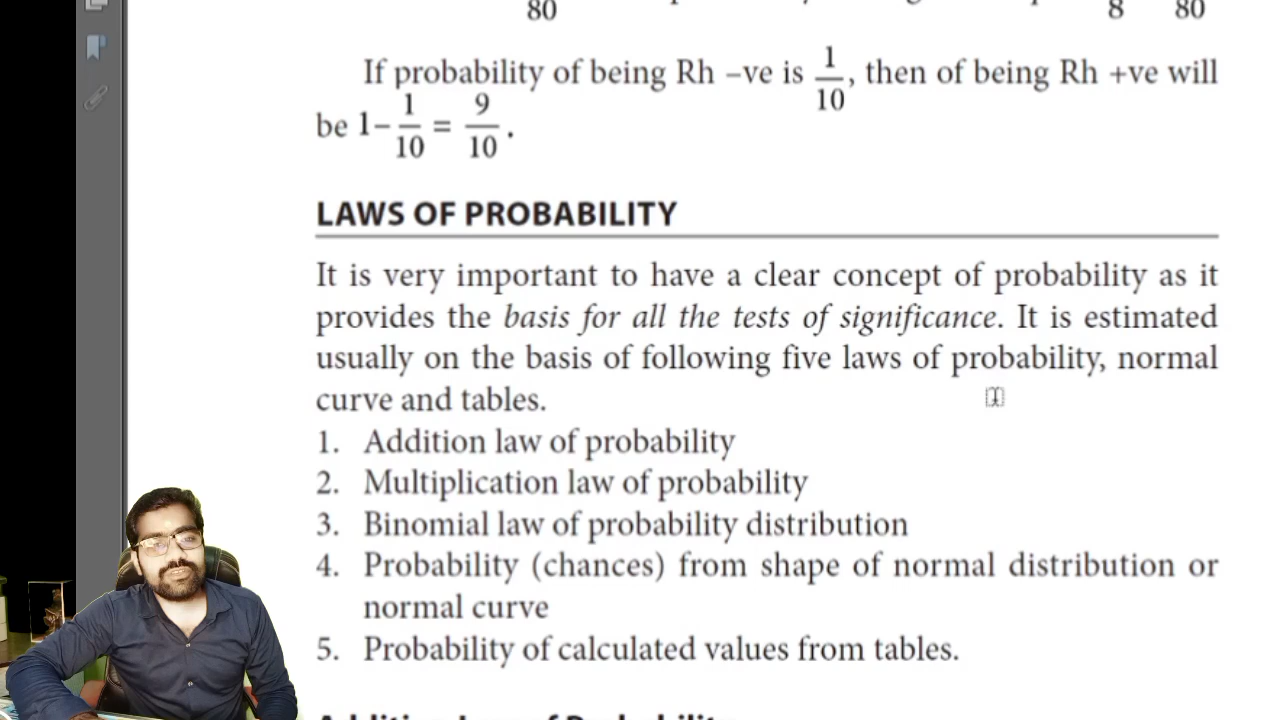 80
8 80
If probability of being Rh –ve is 1/10, then of being Rh +ve will
be 1– 1/10 = 9/10 .
LAWS OF PROBABILITY
It is very important to have a clear concept of probability as it
provides the basis for all the tests of significance. It is estimated
usually on the basis of following five laws of probability, normal
curve and tables.
1. Addition law of probability
2. Multiplication law of probability
3. Binomial law of probability distribution
4. Probability (chances) from shape of normal distribution or
normal curve
5. Probability of calculated values from tables.